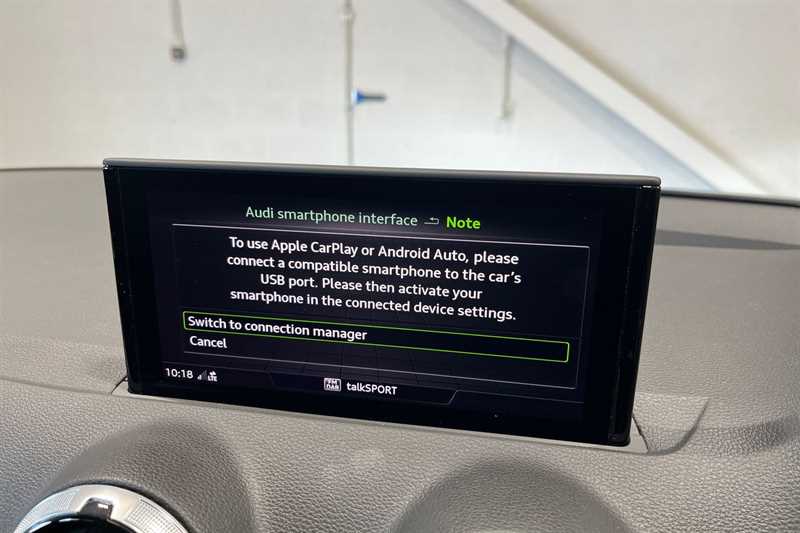 Audi smartphone interface Note
To use Apple CarPlay or Android Auto, please
connect a compatible smartphone to the car's
USB port. Please then activate your
smartphone in the connected device settings.
Switch to connection manager
Cancel
10:18 LTE
FM DAB talkSPORT